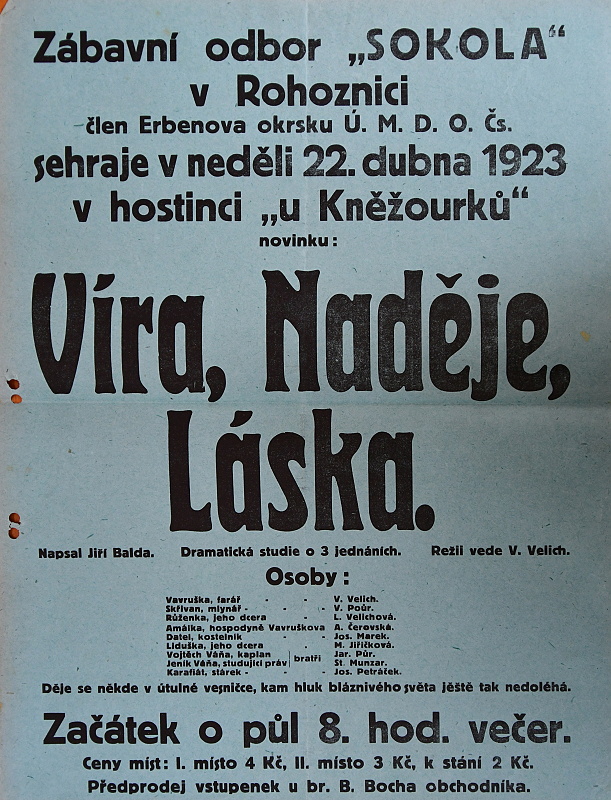 Zábavní odbor „SOKOLA“
v Rohoznici
člen Erbenova okrsku Ú. M. D. O. Čs.
sehraje v neděli 22. dubna 1923
v hostinci „u Kněžourků“
novinku:
Víra, Naděje,
Láska.
Napsal Jiří Balda. Dramatická studie o 3 jednáních. Režii vede V. Velich.
Osoby:
Vavruška, farář - - - V. Velich.
Skřivan, mlynář - - - V. Poúr.
Růženka, jeho dcera - - L. Velichová.
Amálka, hospodyně Vavruškova A. Čerovská.
Datel, kostelník - - Jos. Marek.
Liduška, jeho dcera - - M. Jiřičková.
Vojtěch Váňa, kaplan | bratři Jar. Půr.
Jeník Váňa, studující práv | St. Munzar.
Karafiát, stárek - - - Jos. Petráček.
Děje se někde v útulné vesničce, kam hluk bláznivého světa ještě tak nedoléhá.
Začátek o půl 8. hod. večer.
Ceny míst: I. místo 4 Kč, II. místo 3 Kč, k stání 2 Kč.
Předprodej vstupenek u br. B. Bocha obchodníka.